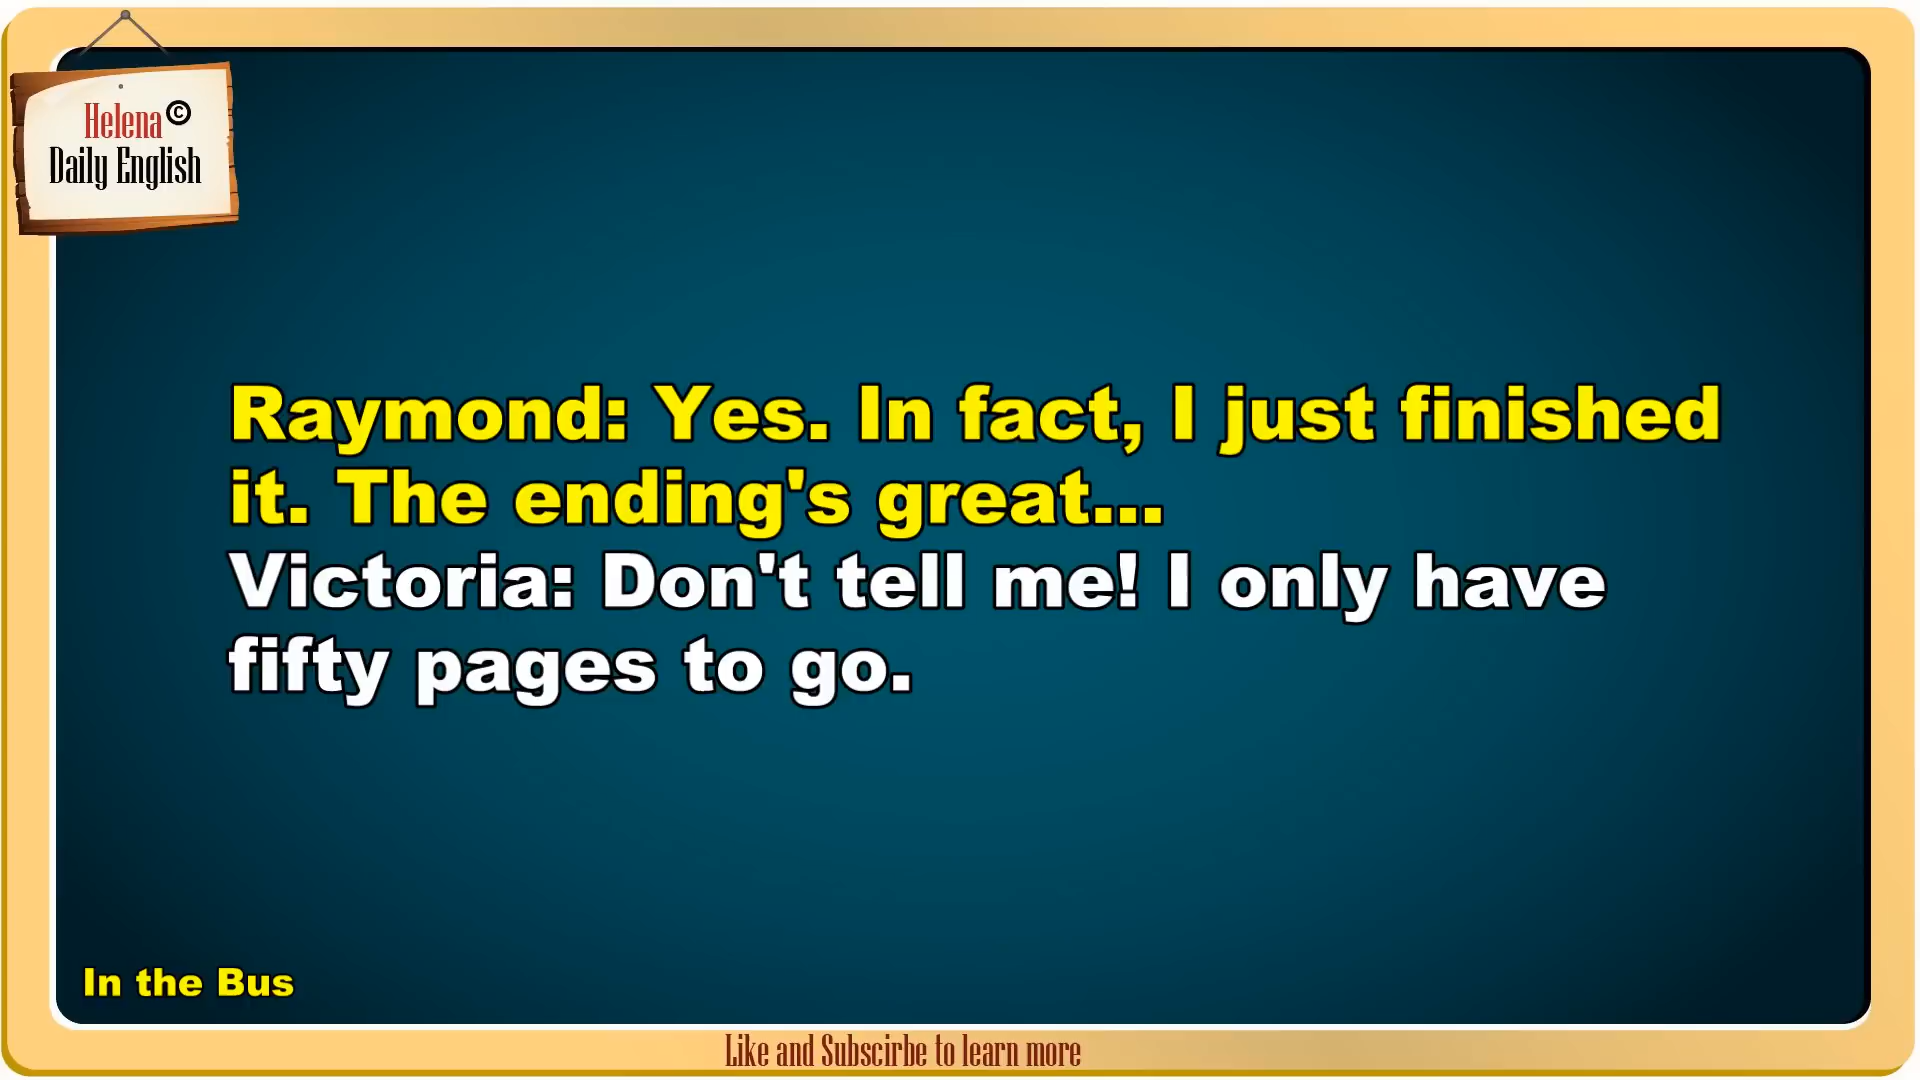 Helena©
Daily English
Raymond: Yes. In fact, I just finished
it. The ending's great...
Victoria: Don't tell me! I only have
fifty pages to go.
In the Bus
Like and Subscirbe to learn more